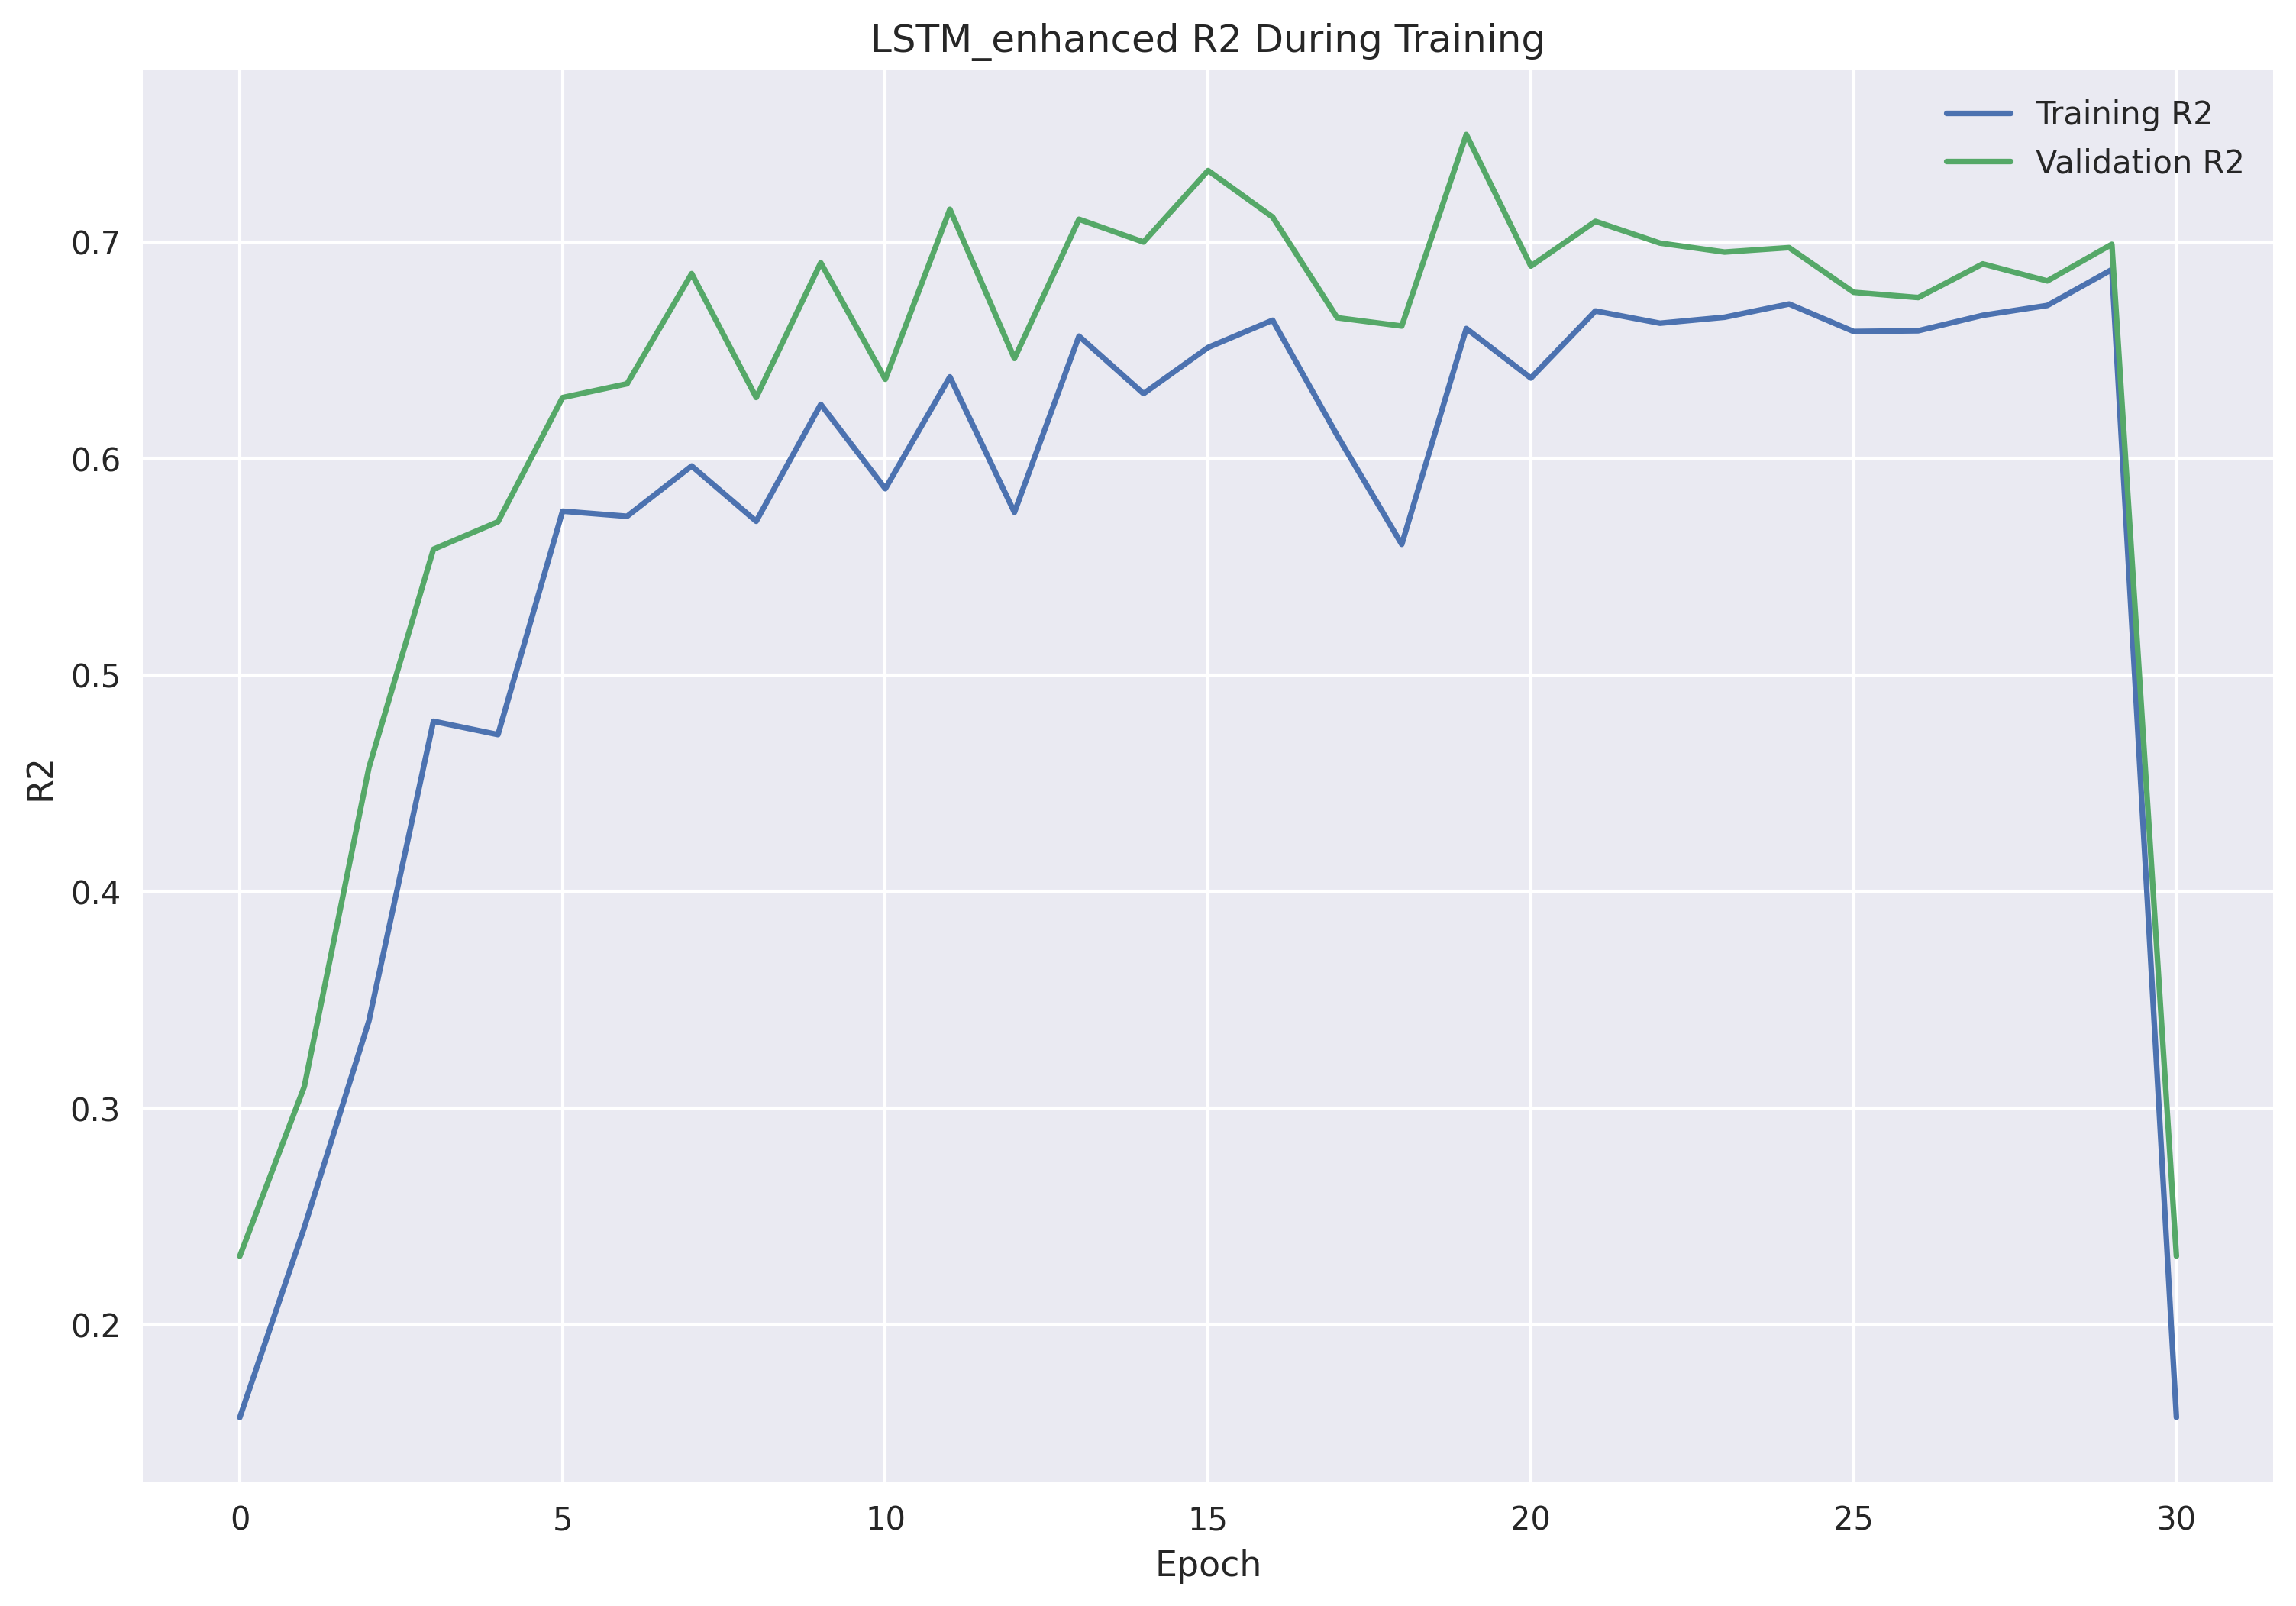 LSTM_enhanced R2 During Training
Training R2
Validation R2
0.7
0.6
0.5
0.4
0.3
0.2
R2
0 5 10 15 20 25 30
Epoch